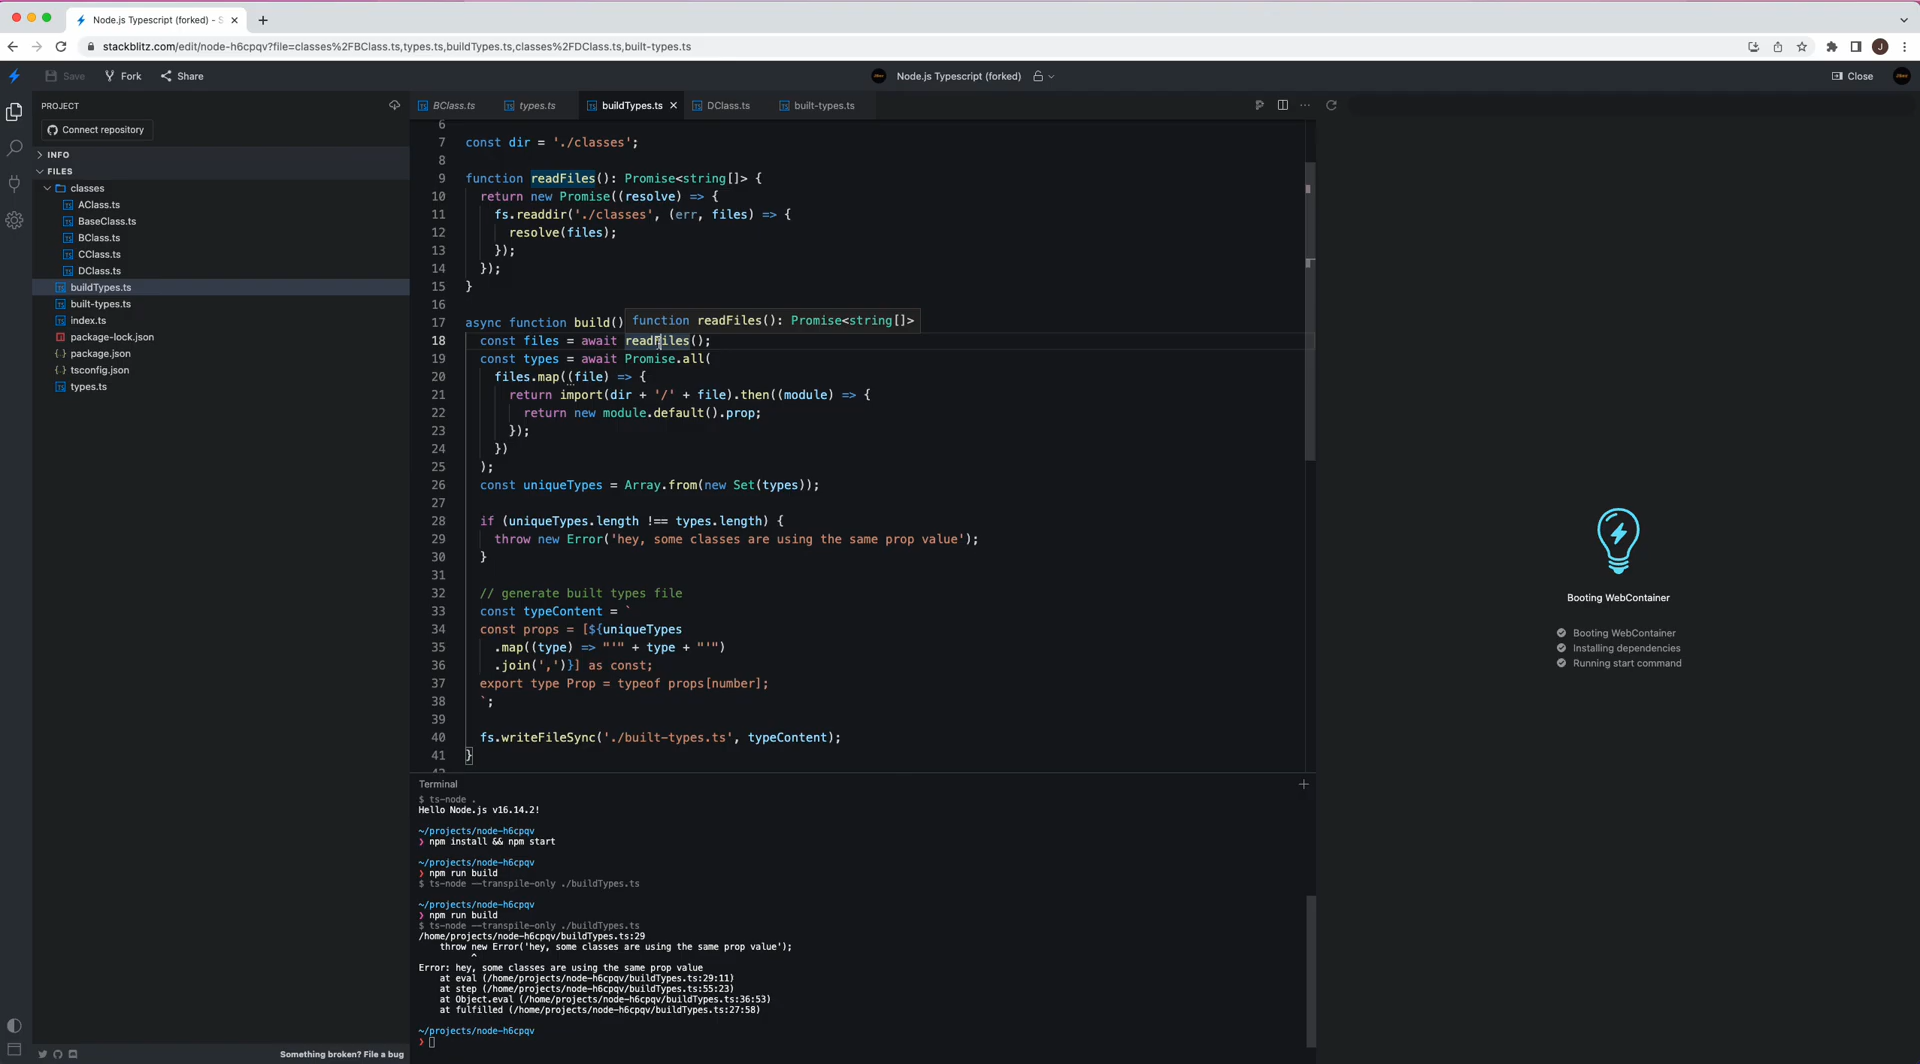 Node.js Typescript (forked) - S
stackblitz.com/edit/node-h6cpqv?file=classes%2FBClass.ts,types.ts,buildTypes.ts,classes%2FDClass.ts,built-types.ts
J
Save
Fork
Share
Node.js Typescript (forked)
Close
PROJECT
Connect repository
INFO
FILES
classes
AClass.ts
BaseClass.ts
BClass.ts
CClass.ts
DClass.ts
buildTypes.ts
built-types.ts
index.ts
package-lock.json
package.json
tsconfig.json
types.ts
Something broken? File a bug
BClass.ts
types.ts
buildTypes.ts
DClass.ts
built-types.ts
6
7 const dir = './classes';
8
9 function readFiles(): Promise<string[]> {
10 return new Promise((resolve) => {
11 fs.readdir('./classes', (err, files) => {
12 resolve(files);
13 });
14 });
15 }
16
17 async function build()
function readFiles(): Promise<string[]>
18 const files = await readFiles();
19 const types = await Promise.all(
20 files.map((file) => {
21 return import(dir + '/' + file).then((module) => {
22 return new module.default().prop;
23 });
24 })
25 );
26 const uniqueTypes = Array.from(new Set(types));
27
28 if (uniqueTypes.length !== types.length) {
29 throw new Error('hey, some classes are using the same prop value');
30 }
31
32 // generate built types file
33 const typeContent = `
34 const props = [${uniqueTypes
35 .map((type) => "'" + type + "'")
36 .join(',')}] as const;
37 export type Prop = typeof props[number];
38 `;
39
40 fs.writeFileSync('./built-types.ts', typeContent);
41 }
Terminal
$ ts-node .
Hello Node.js v16.14.2!
~/projects/node-h6cpqv
❯ npm install && npm start
~/projects/node-h6cpqv
❯ npm run build
$ ts-node --transpile-only ./buildTypes.ts
~/projects/node-h6cpqv
❯ npm run build
$ ts-node --transpile-only ./buildTypes.ts
/home/projects/node-h6cpqv/buildTypes.ts:29
throw new Error('hey, some classes are using the same prop value');
^
Error: hey, some classes are using the same prop value
at eval (/home/projects/node-h6cpqv/buildTypes.ts:29:11)
at step (/home/projects/node-h6cpqv/buildTypes.ts:55:23)
at Object.eval (/home/projects/node-h6cpqv/buildTypes.ts:36:53)
at fulfilled (/home/projects/node-h6cpqv/buildTypes.ts:27:58)
~/projects/node-h6cpqv
❯
Booting WebContainer
Booting WebContainer
Installing dependencies
Running start command